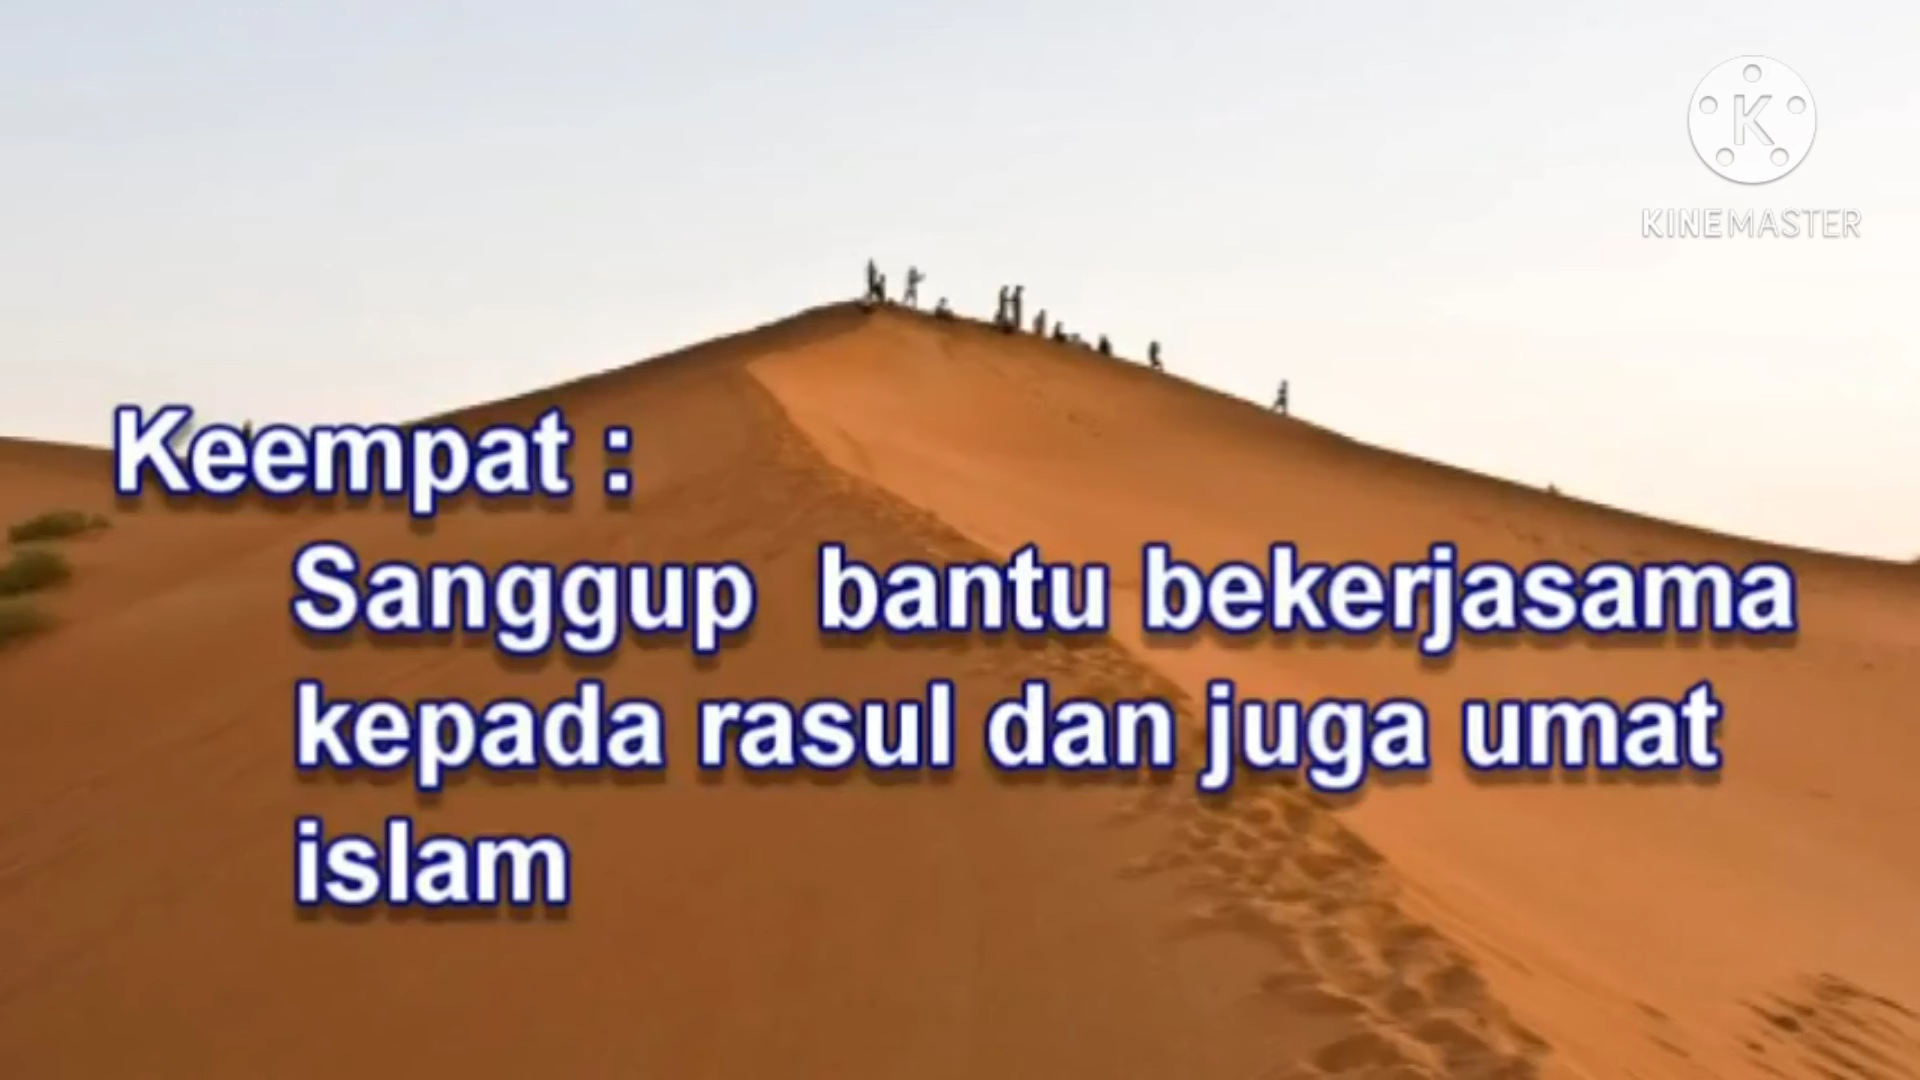 KINEMASTER
Keempat :
Sanggup bantu bekerjasama
kepada rasul dan juga umat
islam